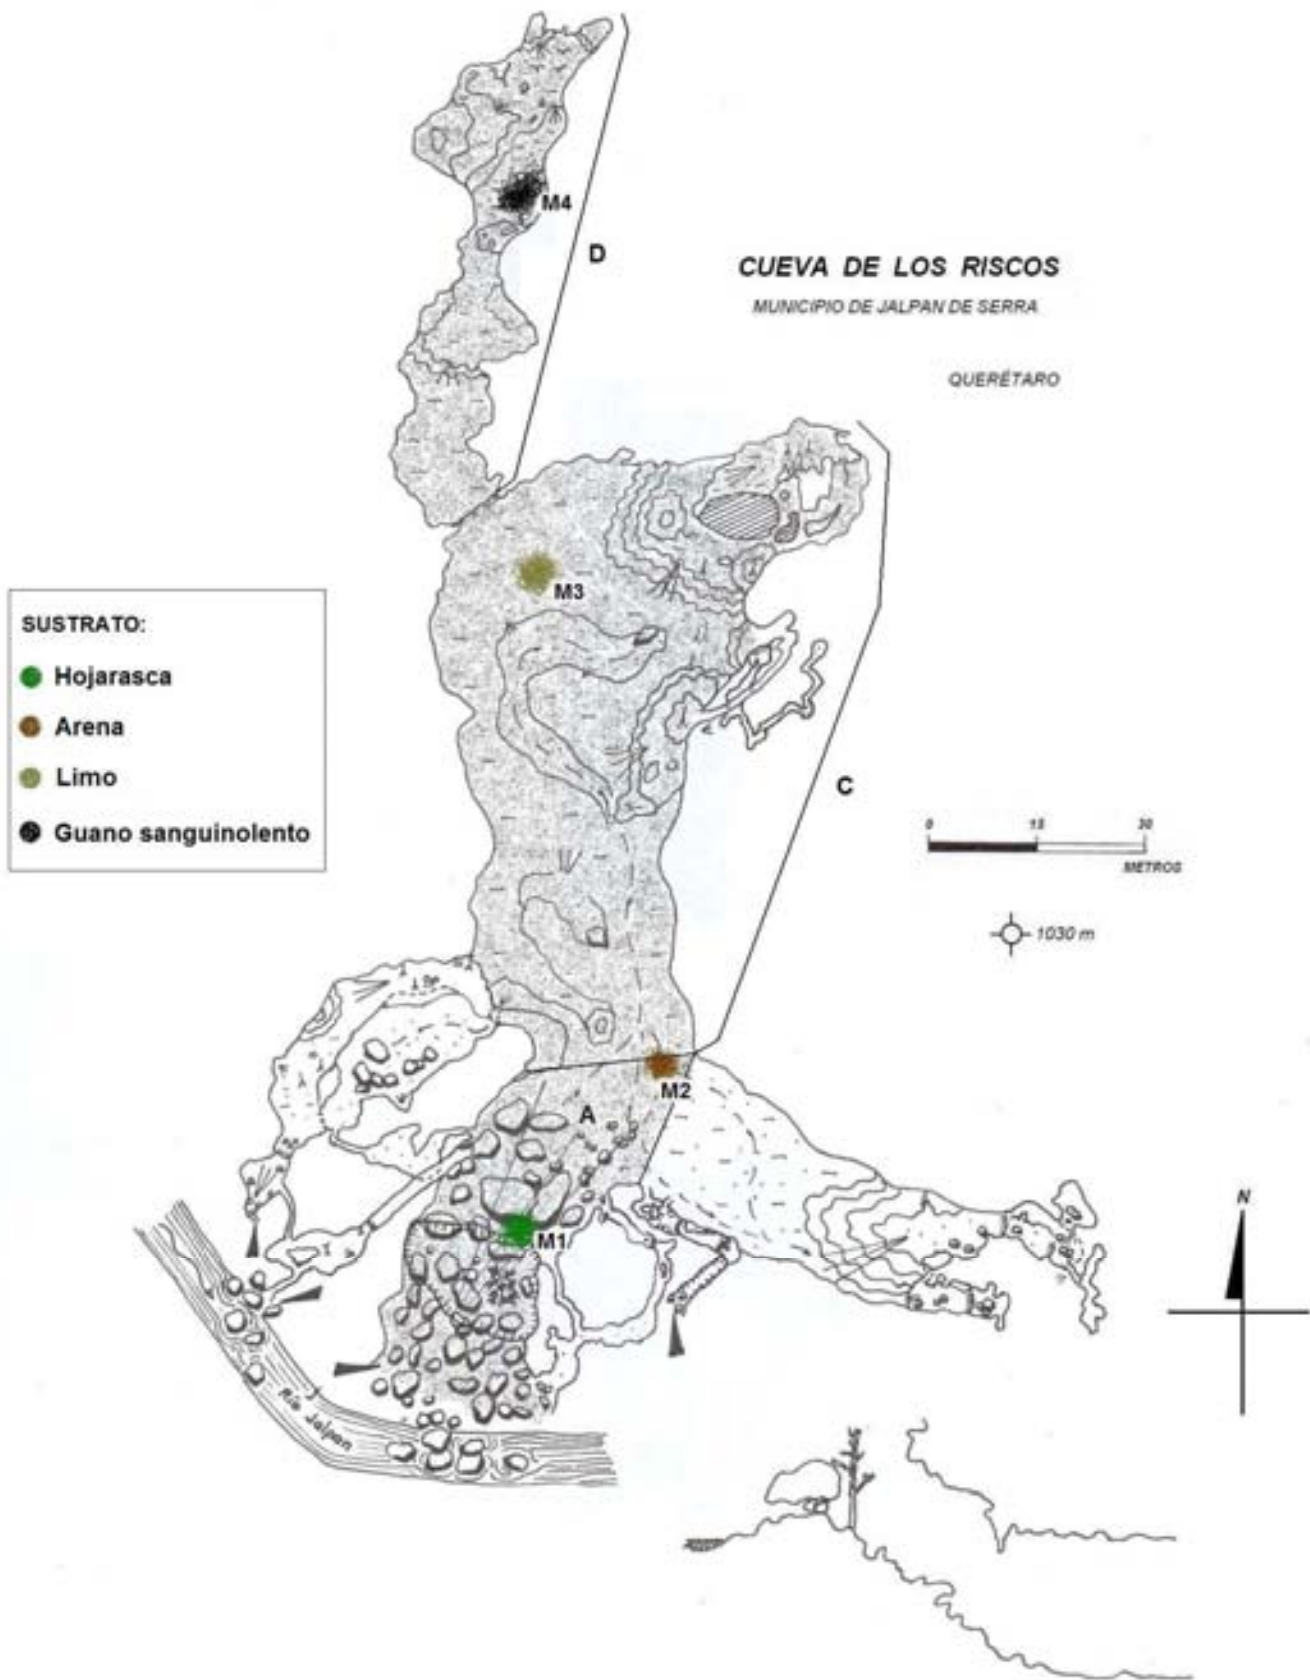 M4
D
CUEVA DE LOS RISCOS
MUNICIPIO DE JALPAN DE SERRA
QUERÉTARO
M3
SUSTRATO:
Hojarasca
Arena
Limo
Guano sanguinolento
C
0 15 30
METROS
1030 m
M2
A
M1
N
Río Jalpan